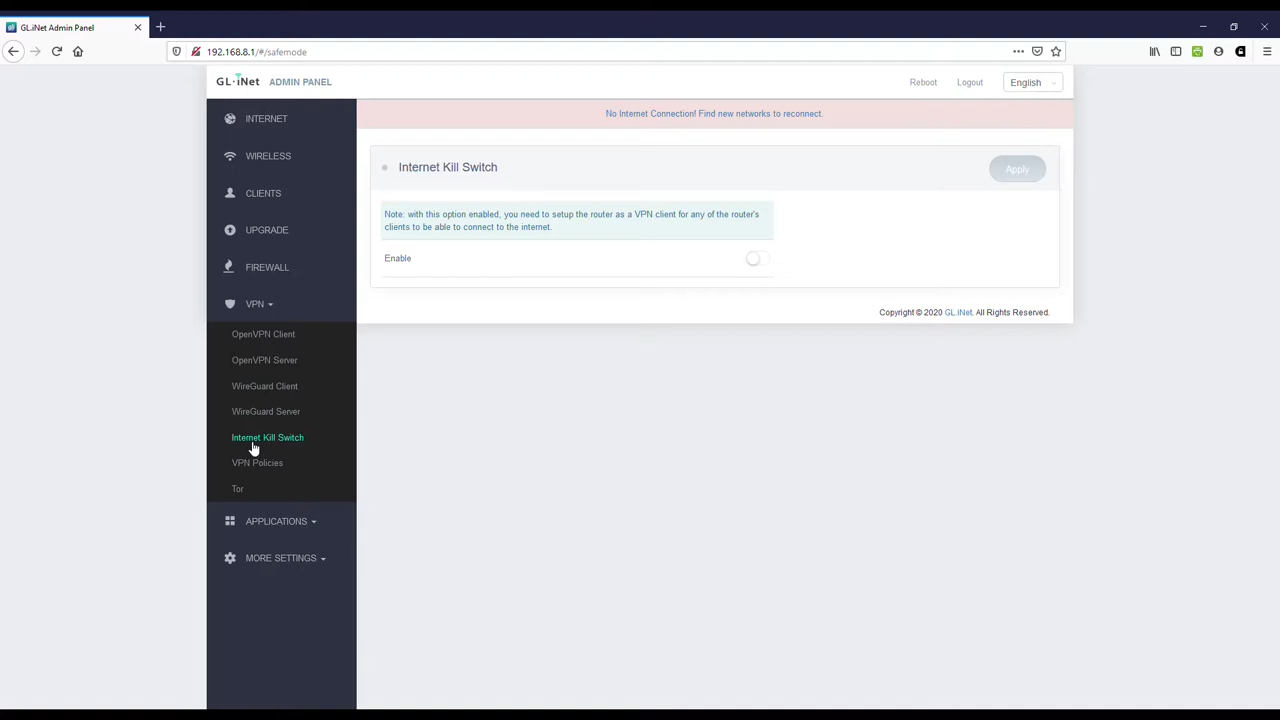 GL.iNet Admin Panel
192.168.8.1/#/safemode
GL·iNet ADMIN PANEL
Reboot
Logout
English
INTERNET
WIRELESS
CLIENTS
UPGRADE
FIREWALL
VPN
OpenVPN Client
OpenVPN Server
WireGuard Client
WireGuard Server
Internet Kill Switch
VPN Policies
Tor
APPLICATIONS
MORE SETTINGS
No Internet Connection! Find new networks to reconnect.
Internet Kill Switch
Apply
Note: with this option enabled, you need to setup the router as a VPN client for any of the router's
clients to be able to connect to the internet.
Enable
Copyright © 2020 GL.iNet. All Rights Reserved.